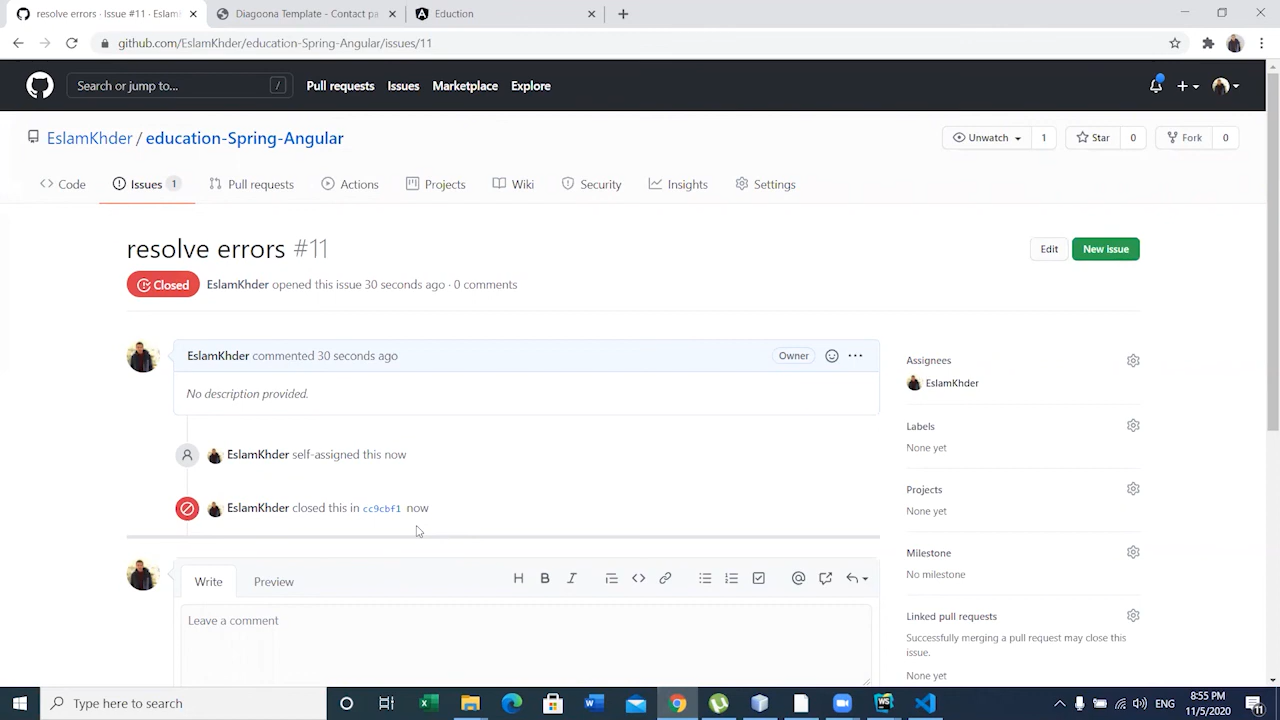 resolve errors · Issue #11 · Eslam
Diagoona Template - Contact pa
Eduction
github.com/EslamKhder/education-Spring-Angular/issues/11
Search or jump to...
/
Pull requests
Issues
Marketplace
Explore
EslamKhder / education-Spring-Angular
Unwatch
1
Star
0
Fork
0
Code
Issues 1
Pull requests
Actions
Projects
Wiki
Security
Insights
Settings
resolve errors #11
Edit
New issue
Closed
EslamKhder opened this issue 30 seconds ago · 0 comments
EslamKhder commented 30 seconds ago
Owner
No description provided.
EslamKhder self-assigned this now
EslamKhder closed this in cc9cbf1 now
Write
Preview
H B I
Leave a comment
Assignees
EslamKhder
Labels
None yet
Projects
None yet
Milestone
No milestone
Linked pull requests
Successfully merging a pull request may close this
issue.
None yet
Type here to search
ENG
8:55 PM
11/5/2020
11